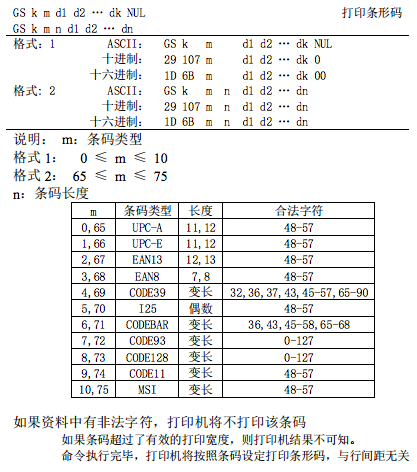 GS k m d1 d2 … dk NUL 打印条形码
GS k m n d1 d2 … dn
格式：1 ASCII： GS k m d1 d2 … dk NUL
十进制： 29 107 m d1 d2 … dk 0
十六进制： 1D 6B m d1 d2 … dk 00
格式：2 ASCII： GS k m n d1 d2 … dn
十进制： 29 107 m n d1 d2 … dn
十六进制： 1D 6B m n d1 d2 … dn
说明： m：条码类型
格式 1： 0 ≤ m ≤ 10
格式 2： 65 ≤ m ≤ 75
n：条码长度
m 条码类型 长度 合法字符
0,65 UPC-A 11,12 48-57
1,66 UPC-E 11,12 48-57
2,67 EAN13 12,13 48-57
3,68 EAN8 7,8 48-57
4,69 CODE39 变长 32,36,37,43,45-57,65-90
5,70 I25 偶数 48-57
6,71 CODEBAR 变长 36,43,45-58,65-68
7,72 CODE93 变长 0-127
8,73 CODE128 变长 0-127
9,74 CODE11 变长 48-57
10,75 MSI 变长 48-57
如果资料中有非法字符，打印机将不打印该条码
如果条码超过了有效的打印宽度，则打印机结果不可知。
命令执行完毕，打印机将按照条码设定打印条形码，与行间距无关